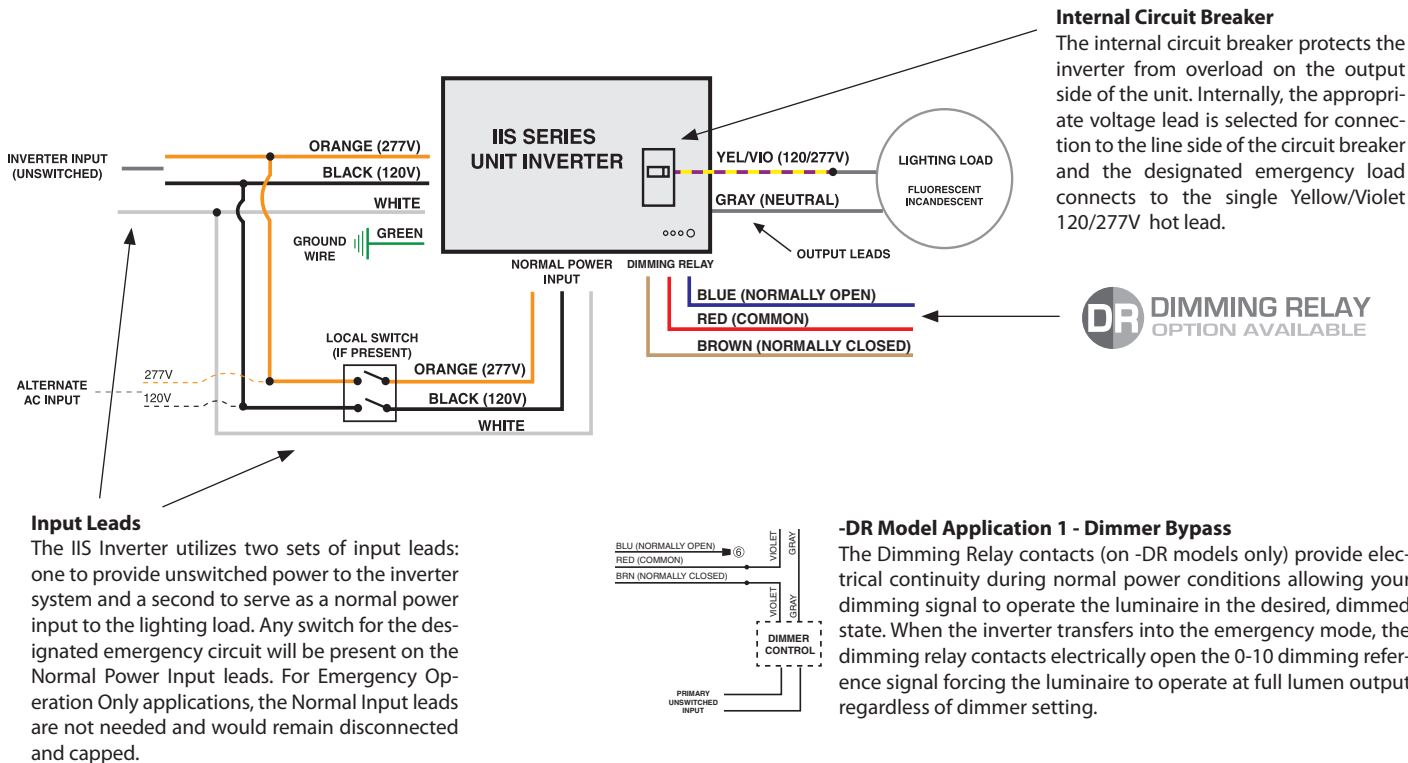 Internal Circuit Breaker
The internal circuit breaker protects the
inverter from overload on the output
side of the unit. Internally, the appropri-
ate voltage lead is selected for connec-
tion to the line side of the circuit breaker
and the designated emergency load
connects to the single Yellow/Violet
120/277V hot lead.
IIS SERIES
UNIT INVERTER
INVERTER INPUT
(UNSWITCHED)
ORANGE (277V)
BLACK (120V)
WHITE
GREEN
GROUND
WIRE
YEL/VIO (120/277V)
GRAY (NEUTRAL)
LIGHTING LOAD
FLUORESCENT
INCANDESCENT
OUTPUT LEADS
NORMAL POWER
INPUT
DIMMING RELAY
BLUE (NORMALLY OPEN)
RED (COMMON)
BROWN (NORMALLY CLOSED)
DR DIMMING RELAY
OPTION AVAILABLE
LOCAL SWITCH
(IF PRESENT)
ORANGE (277V)
BLACK (120V)
WHITE
ALTERNATE
AC INPUT
277V
120V
Input Leads
The IIS Inverter utilizes two sets of input leads:
one to provide unswitched power to the inverter
system and a second to serve as a normal power
input to the lighting load. Any switch for the des-
ignated emergency circuit will be present on the
Normal Power Input leads. For Emergency Op-
eration Only applications, the Normal Input leads
are not needed and would remain disconnected
and capped.
BLU (NORMALLY OPEN)
⑥
RED (COMMON)
BRN (NORMALLY CLOSED)
VIOLET
GRAY
VIOLET
GRAY
DIMMER
CONTROL
PRIMARY
UNSWITCHED
INPUT
-DR Model Application 1 - Dimmer Bypass
The Dimming Relay contacts (on -DR models only) provide elec-
trical continuity during normal power conditions allowing your
dimming signal to operate the luminaire in the desired, dimmed
state. When the inverter transfers into the emergency mode, the
dimming relay contacts electrically open the 0-10 dimming refer-
ence signal forcing the luminaire to operate at full lumen output
regardless of dimmer setting.